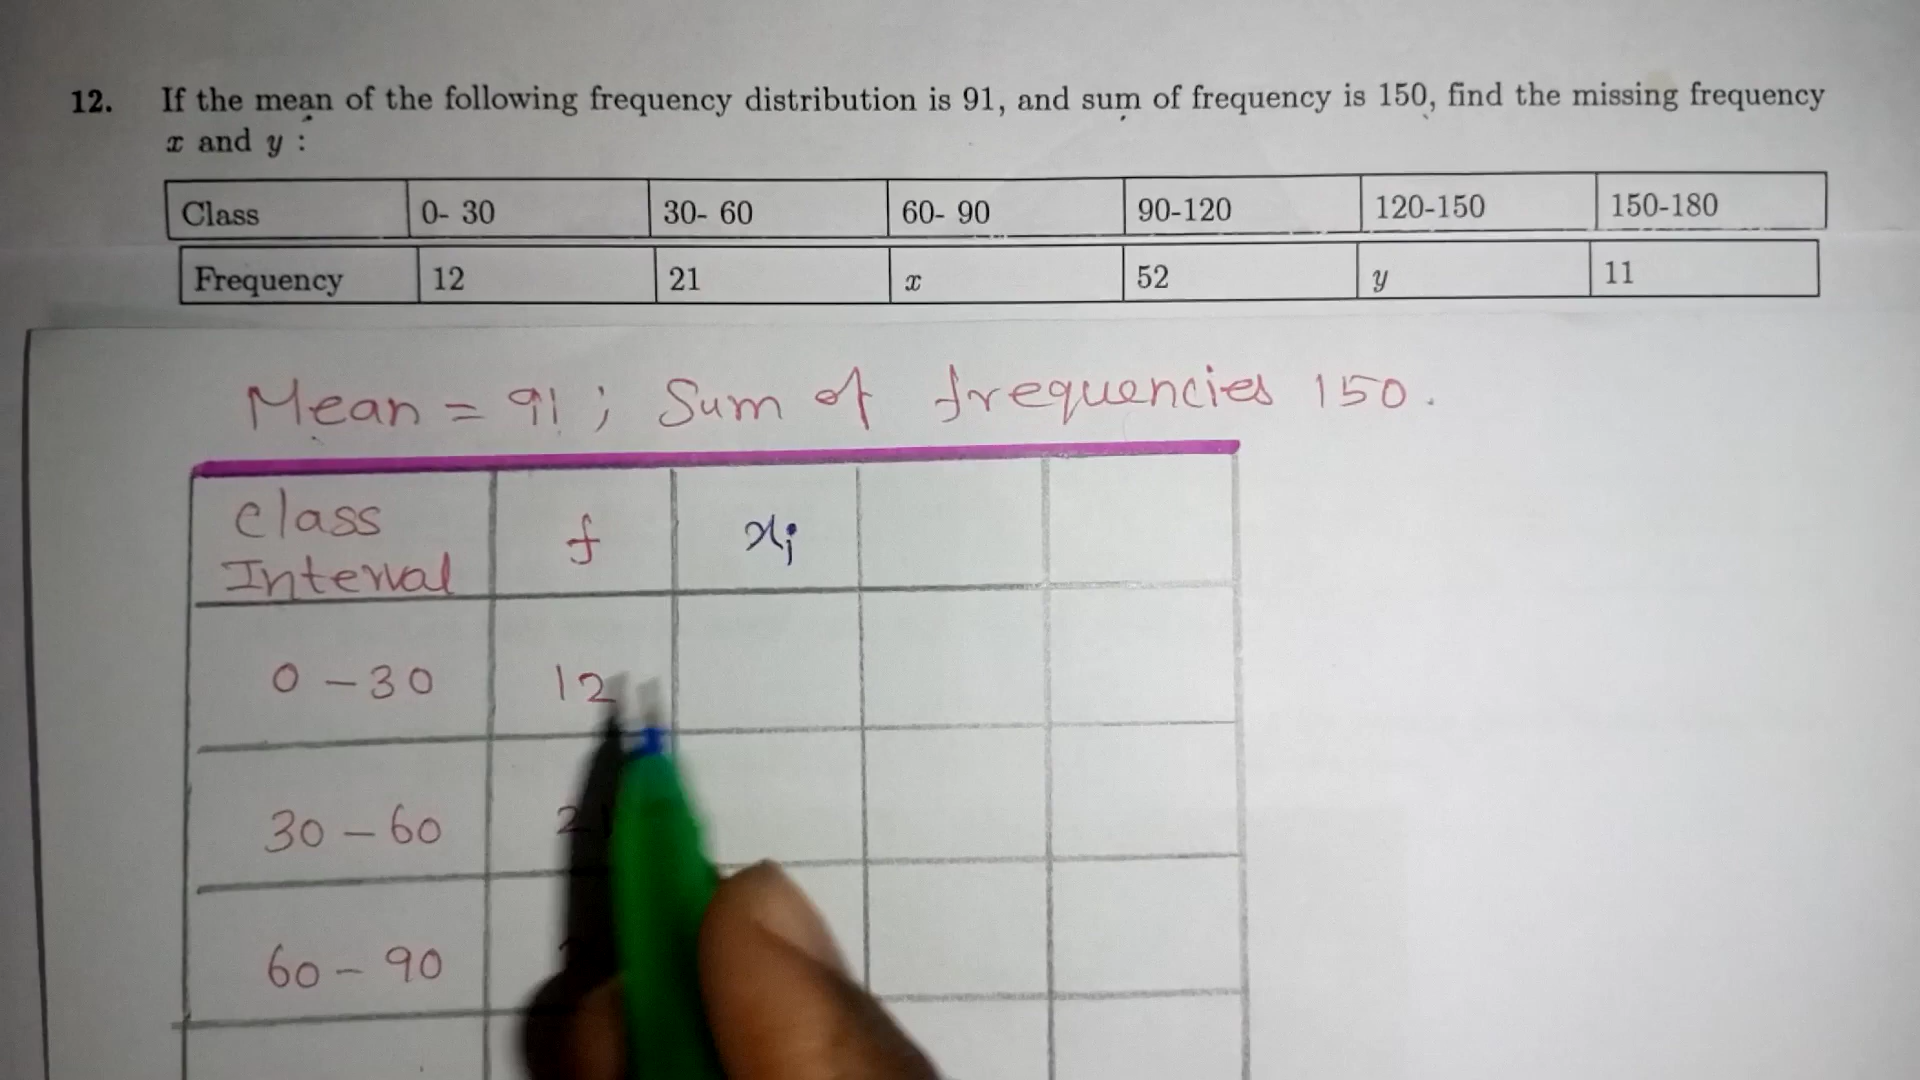 12. If the mean of the following frequency distribution is 91, and sum of frequency is 150, find the missing frequency
x and y :
Class 0- 30 30- 60 60- 90 90-120 120-150 150-180
Frequency 12 21 x 52 y 11
Mean = 91 ; Sum of frequencies 150.
Class
Interval f xi
0 - 30 12
30 - 60
60 - 90